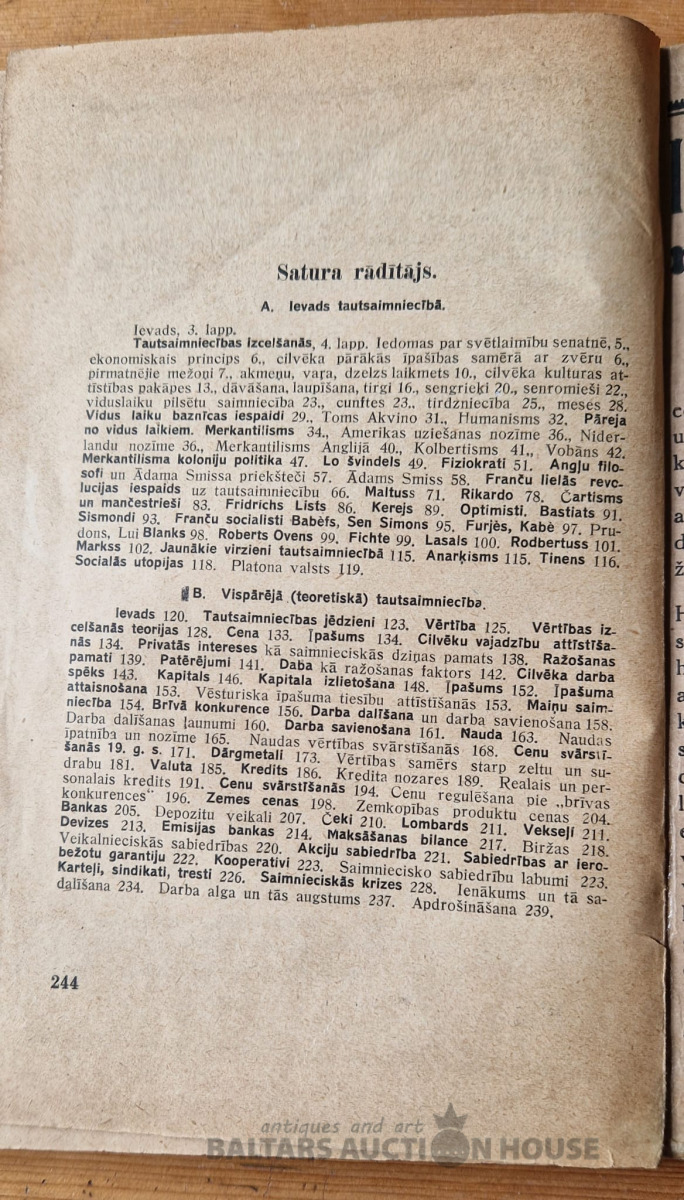 Satura rādītājs.
A. Ievads tautsaimniecībā.
Ievads, 3. lapp.
Tautsaimniecības izcelšanās, 4. lapp. Iedomas par svētlaimību senatnē, 5.,
ekonomiskais princips 6., cilvēka pārākās īpašības samērā ar zvēru 6.,
pirmatnējie mežoņi 7., akmeņu, vaŗa, dzelzs laikmets 10., cilvēka kulturas at-
tīstības pakāpes 13., dāvāšana, laupīšana, tirgi 16., sengrieķi 20., senromieši 22.,
viduslaiku pilsētu saimniecība 23., cunftes 23., tirdzniecība 25., meses 28.
Vidus laiku baznīcas iespaidi 29., Toms Akvino 31., Humanisms 32. Pāreja
no vidus laikiem. Merkantilisms 34., Amerikas uziešanas nozīme 36., Nider-
landu nozīme 36., Merkantilisms Anglijā 40., Kolbertisms 41., Vobāns 42.
Merkantilisma koloniju politika 47. Lo švindels 49. Fiziokrati 51. Angļu filo-
sofi un Ādama Smissa priekšteči 57. Ādams Smiss 58. Franču lielās revo-
lucijas iespaids uz tautsaimniecību 66. Maltuss 71. Rikardo 78. Čartisms
un mančestrieši 83. Fridrichs Lists 86. Kerejs 89. Optimisti. Bastiats 91.
Sismondi 93. Franču socialisti Babèfs, Sen Simons 95. Furjēs, Kabè 97. Pru-
dons, Lui Blanks 98. Roberts Ovens 99. Fichte 99. Lasals 100. Rodbertuss 101.
Markss 102. Jaunākie virzieni tautsaimniecībā 115. Anarķisms 115. Tinens 116.
Socialās utopijas 118. Platona valsts 119.
B. Vispārējā (teoretiskā) tautsaimniecība.
Ievads 120. Tautsaimniecības jēdzieni 123. Vērtība 125. Vērtības iz-
celšanās teorijas 128. Cena 133. Īpašums 134. Cilvēku vajadzību attīstīša-
nās 134. Privatās intereses kā saimnieciskās dziņas pamats 138. Ražošanas
pamati 139. Patērējumi 141. Daba kā ražošanas faktors 142. Cilvēka darba
spēks 143. Kapitals 146. Kapitala izlietošana 148. Īpašums 152. Īpašuma
attaisnošana 153. Vēsturiska īpašuma tiesību attīstīšanās 153. Maiņu saim-
niecība 154. Brīvā konkurence 156. Darba dalīšana un darba savienošana 158.
Darba dalīšanas ļaunumi 160. Darba savienošana 161. Nauda 163. Naudas
īpatnība un nozīme 165. Naudas vērtības svārstīšanās 168. Cenu svārstī-
šanās 19. g. s. 171. Dārgmetali 173. Vērtības samērs starp zeltu un su-
drabu 181. Valuta 185. Kredits 186. Kredita nozares 189. Realais un per-
sonalais kredits 191. Cenu svārstīšanās 194. Cenu regulēšana pie „brīvas
konkurences“ 196. Zemes cenas 198. Zemkopības produktu cenas 204.
Bankas 205. Depozitu veikali 207. Čeki 210. Lombards 211. Vekseļi 211.
Devizes 213. Emisijas bankas 214. Maksāšanas bilance 217. Biržas 218.
Veikalnieciskās sabiedrības 220. Akciju sabiedrība 221. Sabiedrības ar iero-
bežotu garantiju 222. Kooperativi 223. Saimniecisko sabiedrību labumi 223.
Karteļi, sindikati, tresti 226. Saimnieciskās krizes 228. Ienākums un tā sa-
dalīšana 234. Darba alga un tās augstums 237. Apdrošināšana 239.
244
antiques and art
BALTARS AUCTION HOUSE